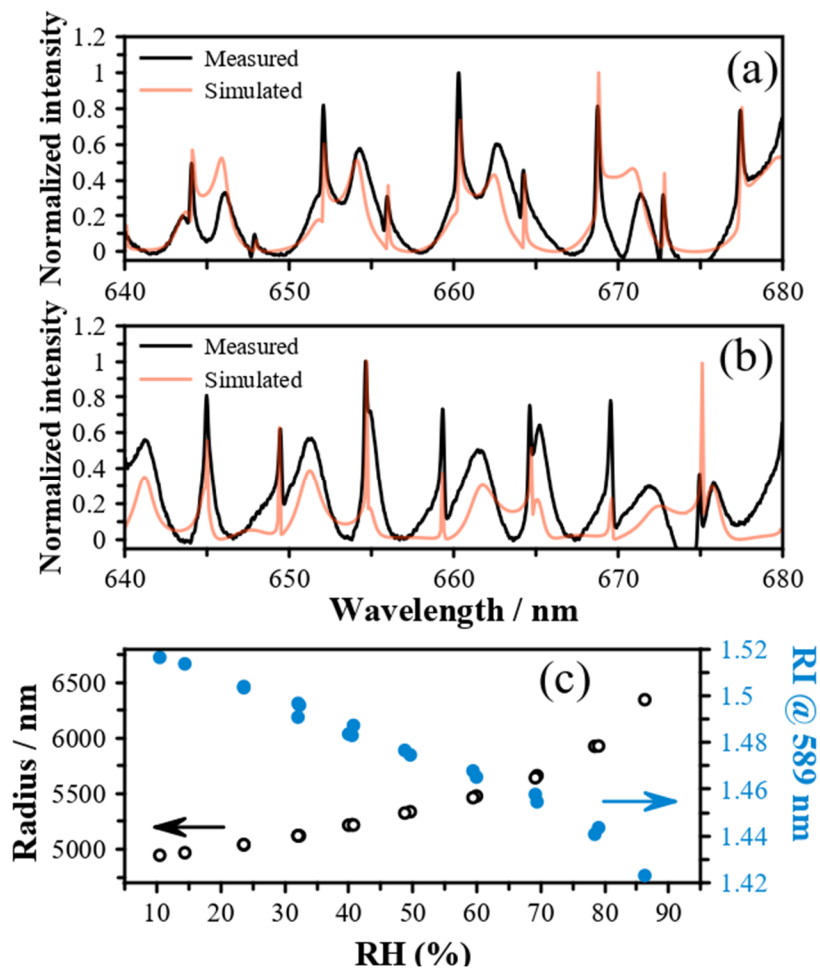 Normalized intensity
1.2
1
0.8
0.6
0.4
0.2
0
Measured
Simulated
(a)
640 650 660 670 680
Normalized intensity
1.2
1
0.8
0.6
0.4
0.2
0
Measured
Simulated
(b)
640 650 660 670 680
Wavelength / nm
Radius / nm
6500
6000
5500
5000
(c)
1.52
1.5
1.48
1.46
1.44
1.42
RI @ 589 nm
10 20 30 40 50 60 70 80 90
RH (%)